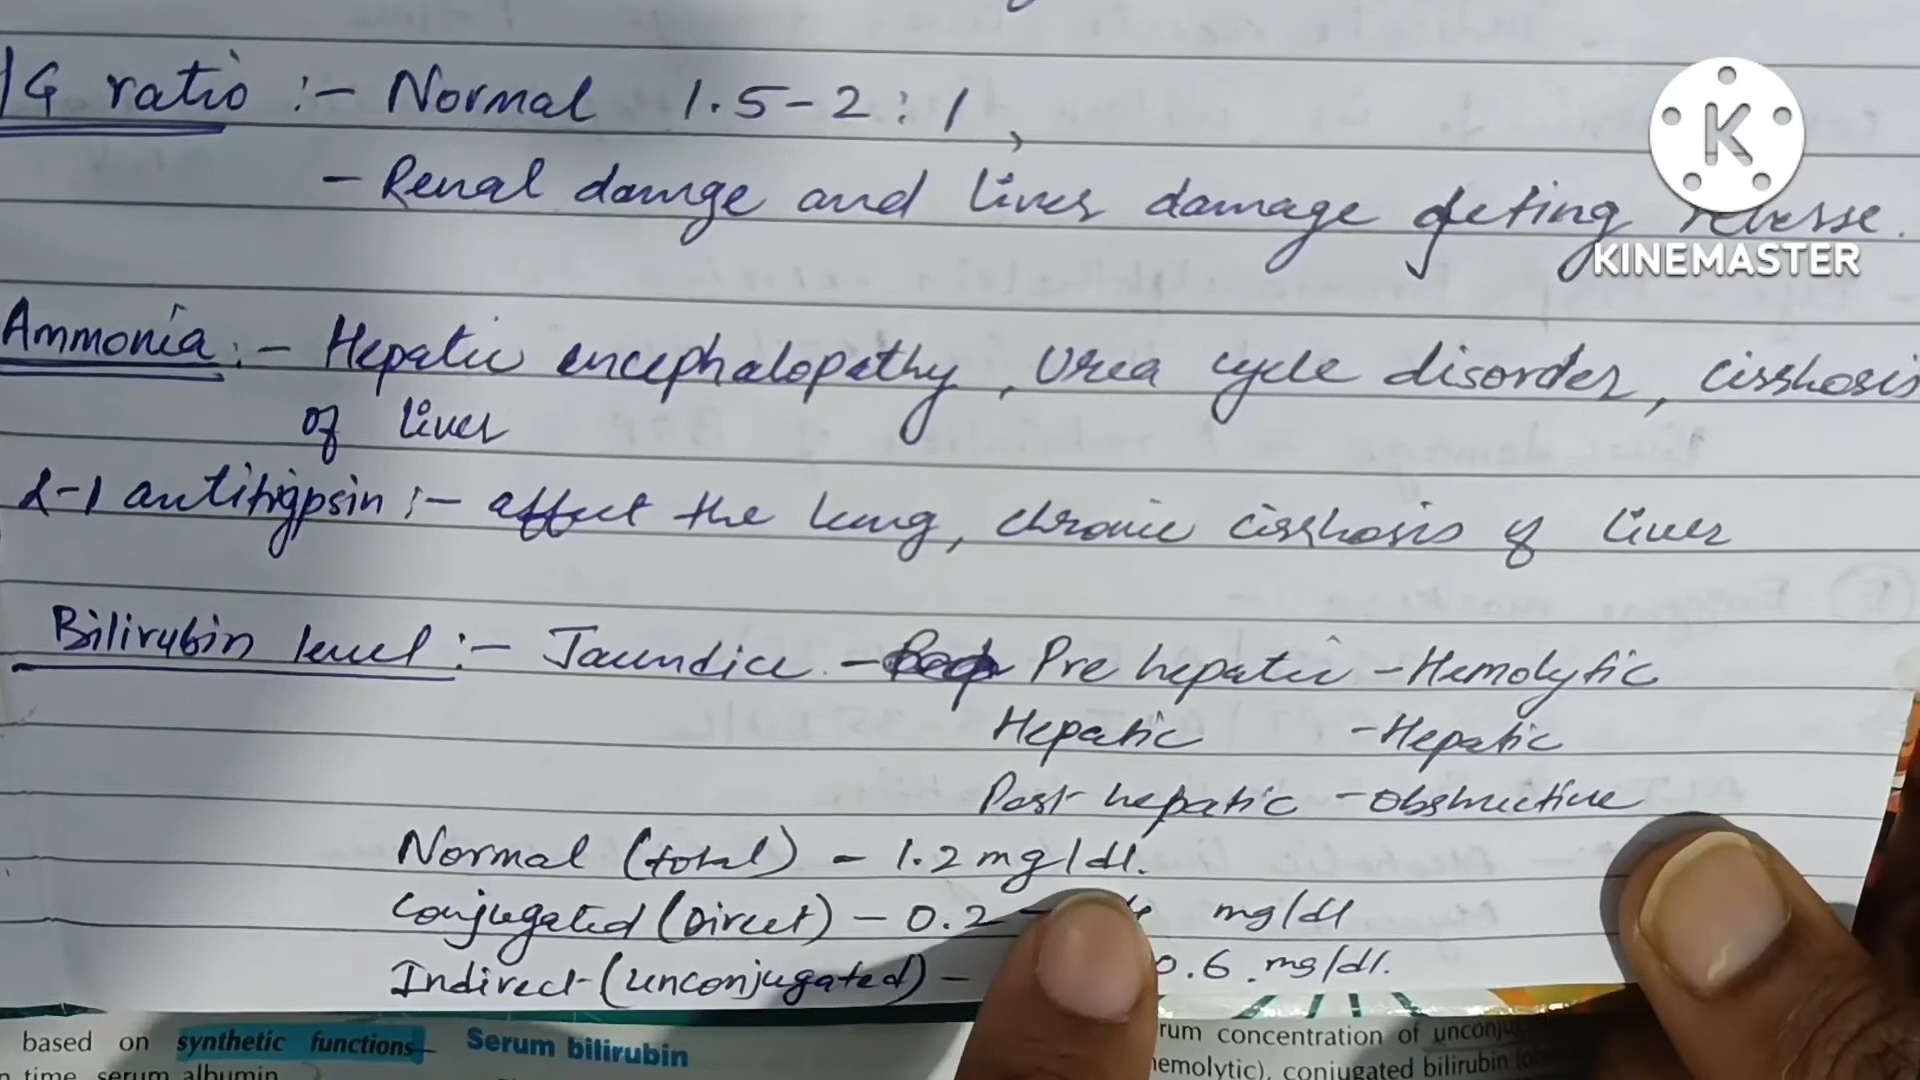 /G ratio :- Normal 1.5-2:1
- Renal damge and liver damage geting reverse.
KINEMASTER
Ammonia :- Hepatic encephalopathy, Urea cycle disorder, cirrhosis
of liver
α-1 antitrypsin :- affect the lung, chronic cirrhosis of liver
Bilirubin level :- Jaundice - Pre hepatic - Hemolytic
Hepatic - Hepatic
Post hepatic - Obstructive
Normal (total) - 1.2 mg/dl.
Conjugated (Direct) - 0.2 - mg/dl
Indirect (unconjugated) - 0.6 mg/dl.
based on synthetic functions Serum bilirubin
rum concentration of
n time, serum albumin
emolytic), conjugated bilirubin